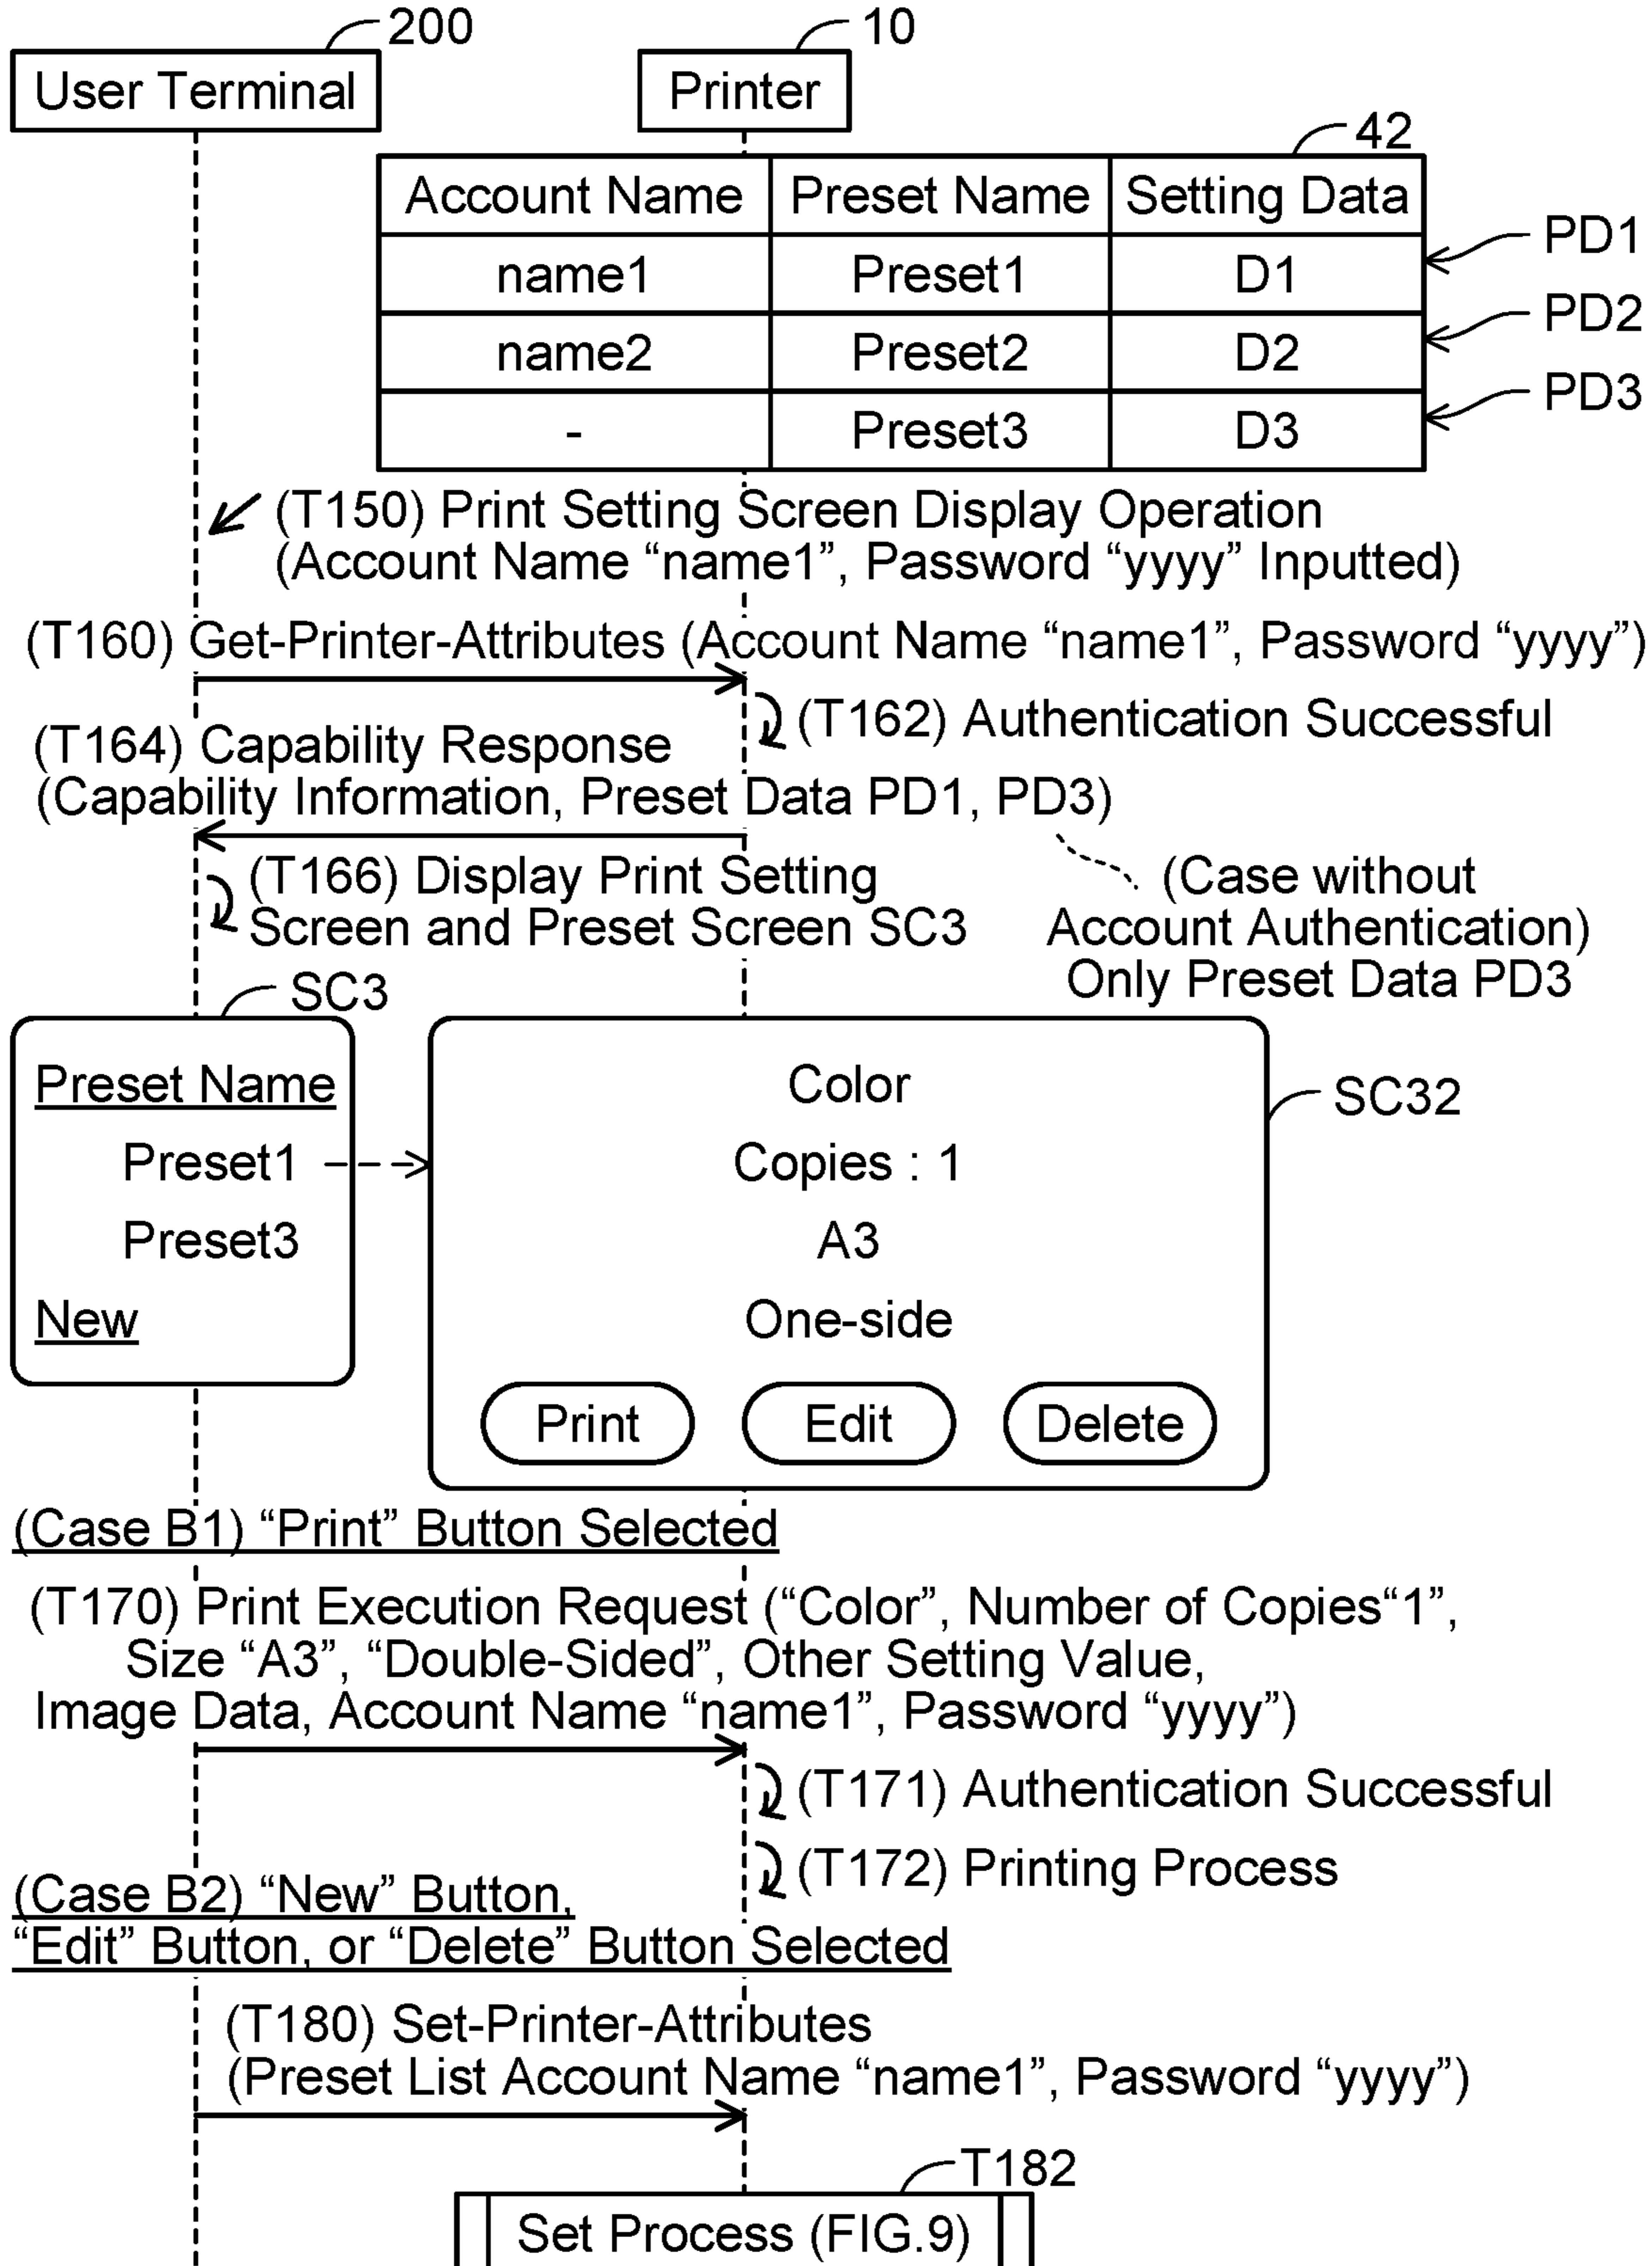 200
10
User Terminal
Printer
42
Account Name Preset Name Setting Data
PD1
name1 Preset1 D1
PD2
name2 Preset2 D2
PD3
- Preset3 D3
(T150) Print Setting Screen Display Operation
(Account Name “name1”, Password “yyyy” Inputted)
(T160) Get-Printer-Attributes (Account Name “name1”, Password “yyyy”)
(T162) Authentication Successful
(T164) Capability Response
(Capability Information, Preset Data PD1, PD3)
(T166) Display Print Setting
Screen and Preset Screen SC3
(Case without
Account Authentication)
Only Preset Data PD3
SC3
Preset Name
Preset1
Preset3
New
SC32
Color
Copies : 1
A3
One-side
Print Edit Delete
(Case B1) “Print” Button Selected
(T170) Print Execution Request (“Color”, Number of Copies“1”,
Size “A3”, “Double-Sided”, Other Setting Value,
Image Data, Account Name “name1”, Password “yyyy”)
(T171) Authentication Successful
(T172) Printing Process
(Case B2) “New” Button,
“Edit” Button, or “Delete” Button Selected
(T180) Set-Printer-Attributes
(Preset List Account Name “name1”, Password “yyyy”)
T182
Set Process (FIG.9)